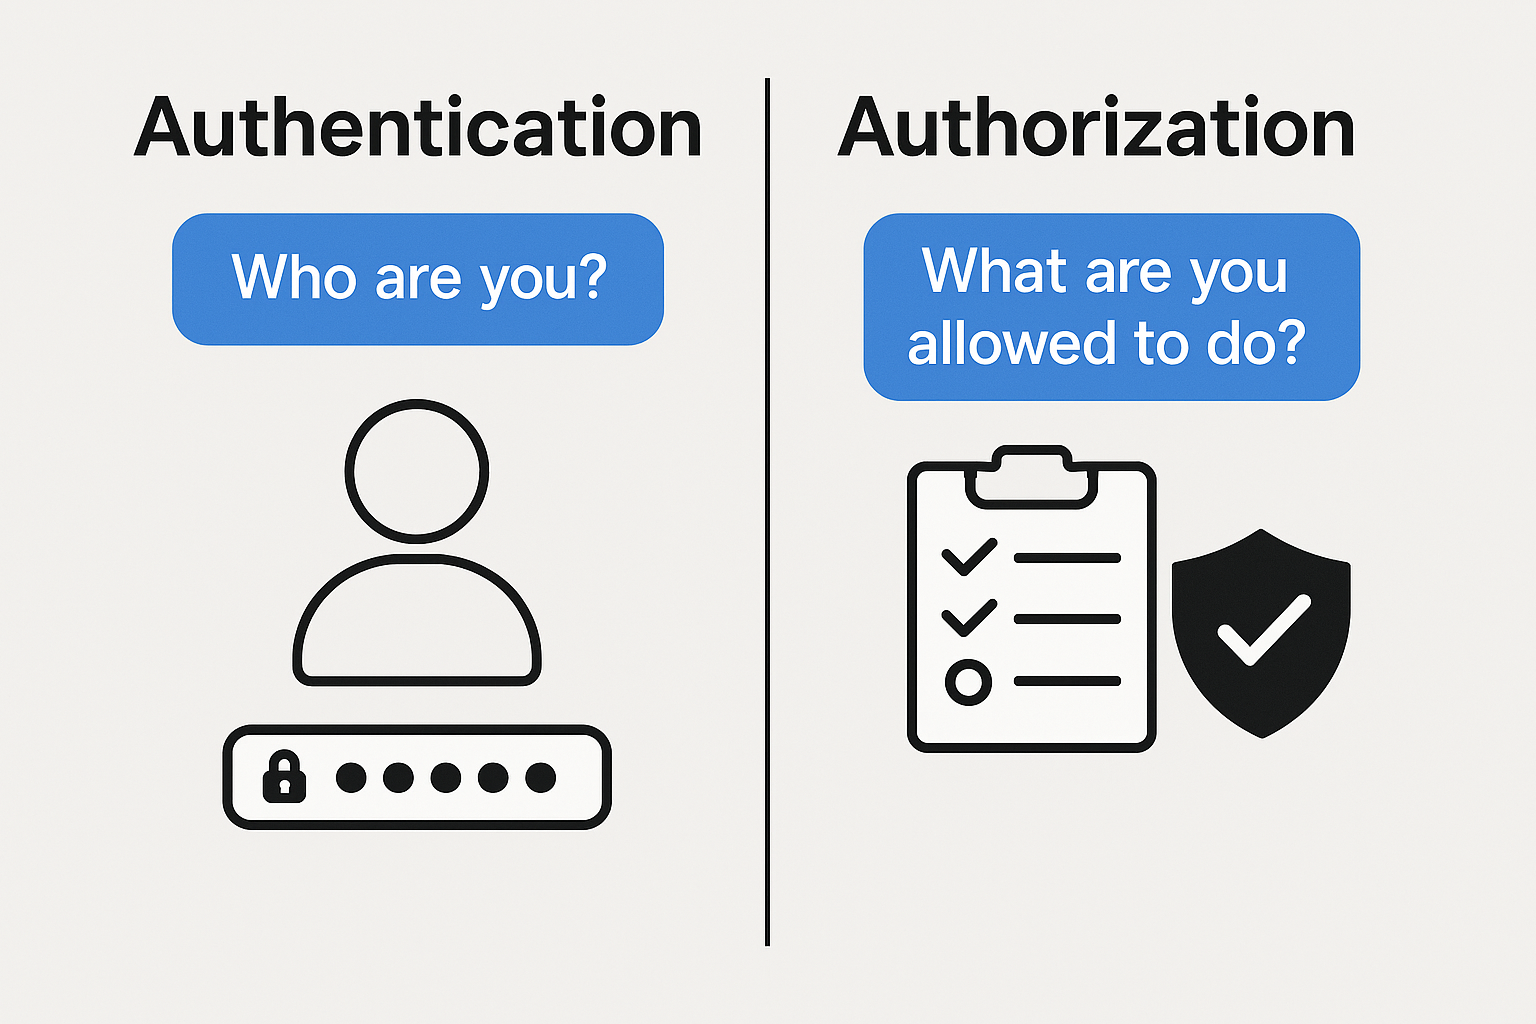 Authentication
Who are you?
Authorization
What are you
allowed to do?